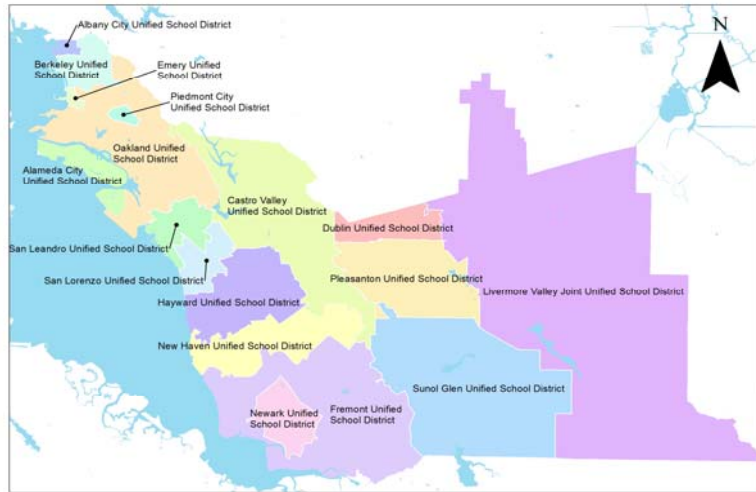 Albany City Unified School District
N
Berkeley Unified
School District
Emery Unified
School District
Piedmont City
Unified School District
Oakland Unified
School District
Alameda City
Unified School District
Castro Valley
Unified School District
Dublin Unified School District
San Leandro Unified School District
San Lorenzo Unified School District
Pleasanton Unified School District
Livermore Valley Joint Unified School District
Hayward Unified School District
New Haven Unified School District
Sunol Glen Unified School District
Newark Unified
School District
Fremont Unified
School District